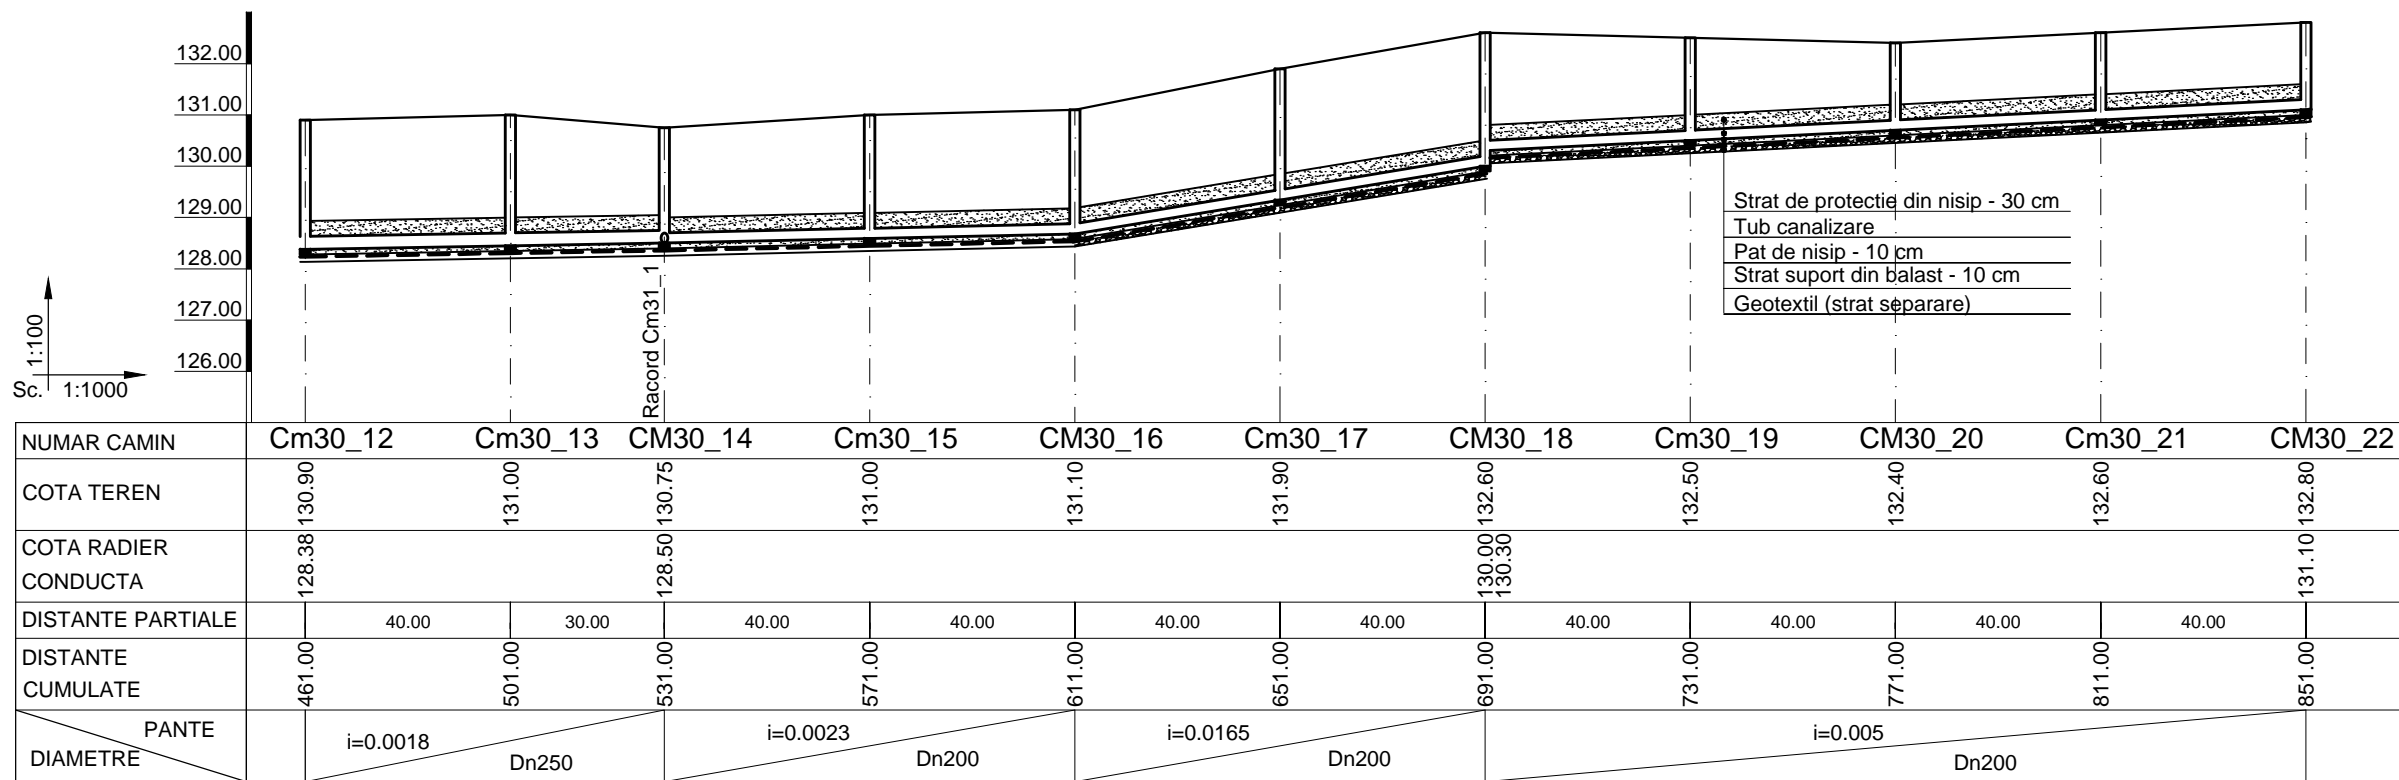 132.00
131.00
130.00
129.00
128.00
127.00
126.00
1:100
Sc. 1:1000
Racord Cm31_1
Strat de protectie din nisip - 30 cm
Tub canalizare
Pat de nisip - 10 cm
Strat suport din balast - 10 cm
Geotextil (strat separare)
NUMAR CAMIN Cm30_12 Cm30_13 CM30_14 Cm30_15 CM30_16 Cm30_17 CM30_18 Cm30_19 CM30_20 Cm30_21 CM30_22
COTA TEREN 130.90 131.00 130.75 131.00 131.10 131.90 132.60 132.50 132.40 132.60 132.80
COTA RADIER
CONDUCTA
128.38 128.50 130.00 130.30 131.10
DISTANTE PARTIALE 40.00 30.00 40.00 40.00 40.00 40.00 40.00 40.00 40.00 40.00
DISTANTE
CUMULATE
461.00 501.00 531.00 571.00 611.00 651.00 691.00 731.00 771.00 811.00 851.00
PANTE i=0.0018 i=0.0023 i=0.0165 i=0.005
DIAMETRE Dn250 Dn200 Dn200 Dn200